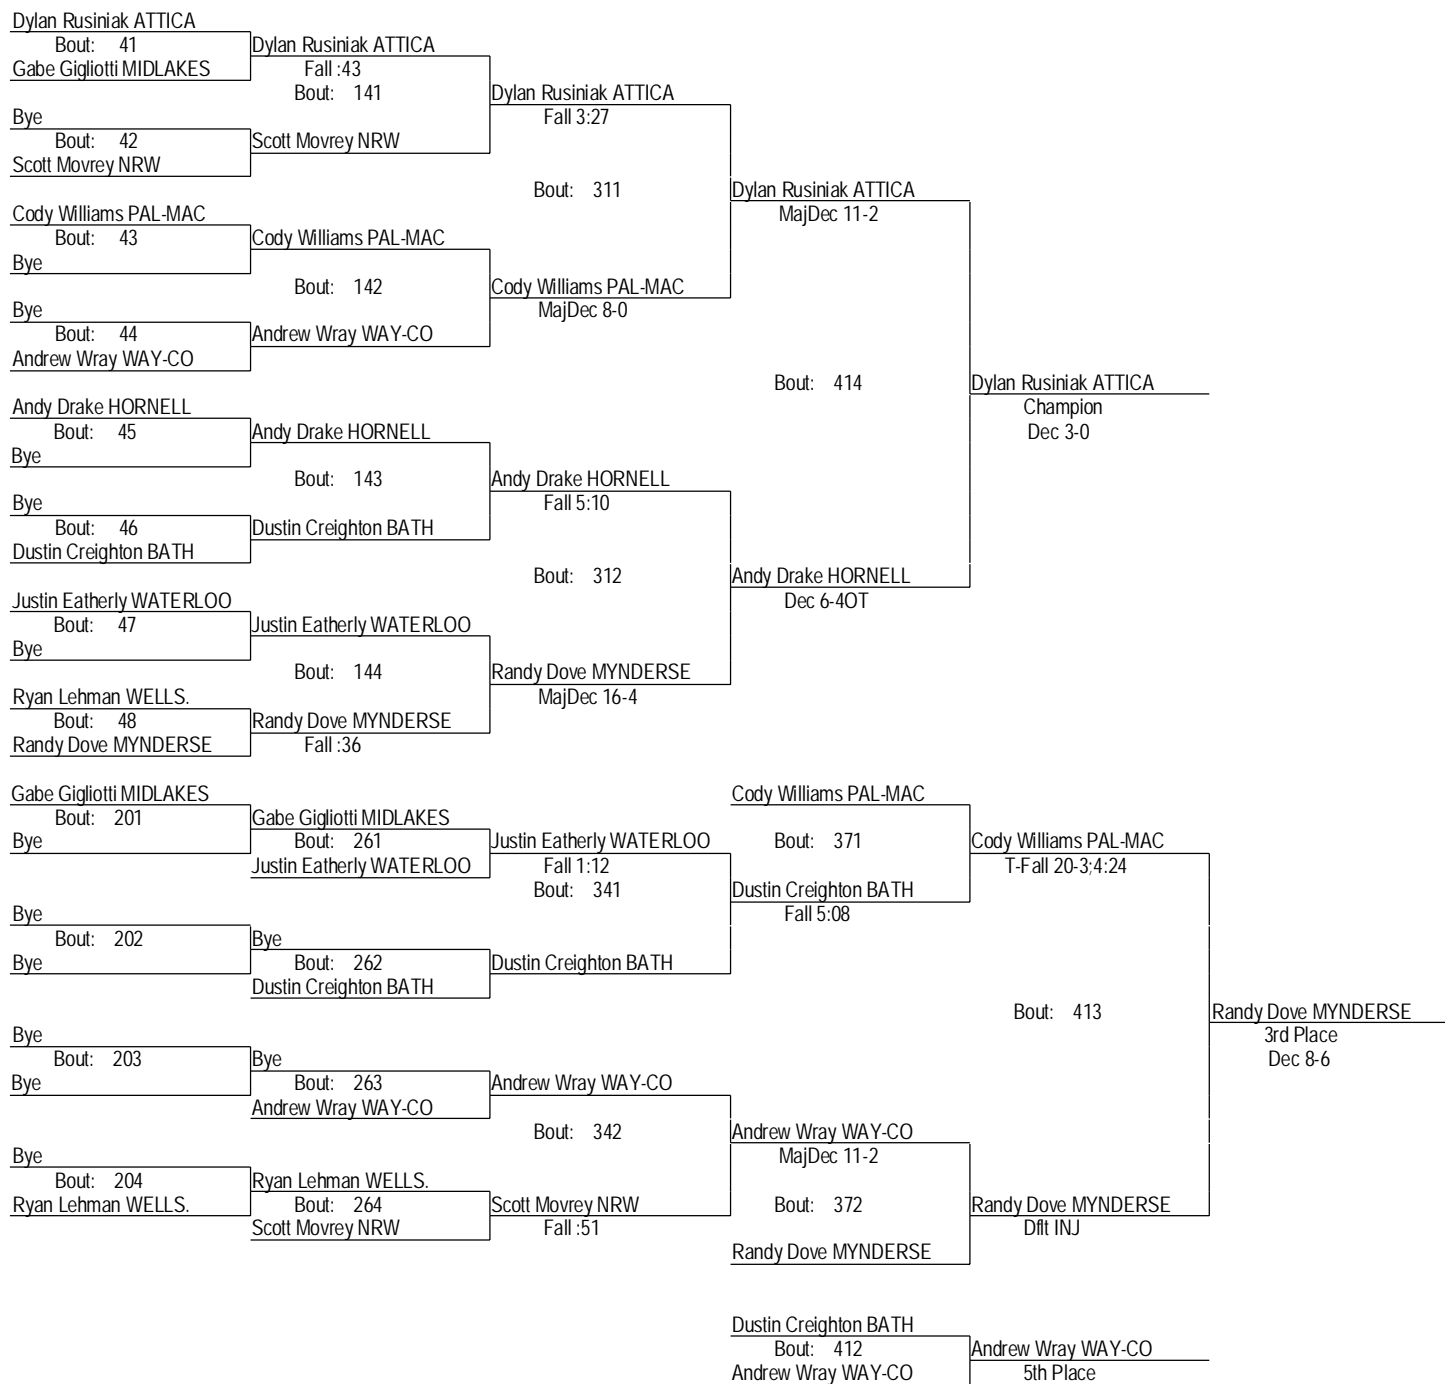 Dylan Rusiniak ATTICA
Bout: 41
Dylan Rusiniak ATTICA
Gabe Gigliotti MIDLAKES
Fall :43
Bout: 141
Dylan Rusiniak ATTICA
Bye
Fall 3:27
Bout: 42
Scott Movrey NRW
Scott Movrey NRW
Bout: 311
Dylan Rusiniak ATTICA
Cody Williams PAL-MAC
MajDec 11-2
Bout: 43
Cody Williams PAL-MAC
Bye
Bout: 142
Cody Williams PAL-MAC
Bye
MajDec 8-0
Bout: 44
Andrew Wray WAY-CO
Andrew Wray WAY-CO
Bout: 414
Dylan Rusiniak ATTICA
Andy Drake HORNELL
Champion
Bout: 45
Andy Drake HORNELL
Dec 3-0
Bye
Bout: 143
Andy Drake HORNELL
Bye
Fall 5:10
Bout: 46
Dustin Creighton BATH
Dustin Creighton BATH
Bout: 312
Andy Drake HORNELL
Justin Eatherly WATERLOO
Dec 6-4OT
Bout: 47
Justin Eatherly WATERLOO
Bye
Bout: 144
Randy Dove MYNDERSE
Ryan Lehman WELLS.
MajDec 16-4
Bout: 48
Randy Dove MYNDERSE
Randy Dove MYNDERSE
Fall :36
Gabe Gigliotti MIDLAKES
Cody Williams PAL-MAC
Bout: 201
Gabe Gigliotti MIDLAKES
Bye
Bout: 261
Justin Eatherly WATERLOO
Bout: 371
Cody Williams PAL-MAC
Justin Eatherly WATERLOO
Fall 1:12
T-Fall 20-3;4:24
Bout: 341
Dustin Creighton BATH
Bye
Fall 5:08
Bout: 202
Bye
Bye
Bout: 262
Dustin Creighton BATH
Dustin Creighton BATH
Bout: 413
Randy Dove MYNDERSE
Bye
3rd Place
Bout: 203
Bye
Dec 8-6
Bye
Bout: 263
Andrew Wray WAY-CO
Andrew Wray WAY-CO
Bout: 342
Andrew Wray WAY-CO
Bye
MajDec 11-2
Bout: 204
Ryan Lehman WELLS.
Ryan Lehman WELLS.
Bout: 264
Scott Movrey NRW
Bout: 372
Randy Dove MYNDERSE
Scott Movrey NRW
Fall :51
Dflt INJ
Randy Dove MYNDERSE
Dustin Creighton BATH
Bout: 412
Andrew Wray WAY-CO
Andrew Wray WAY-CO
5th Place